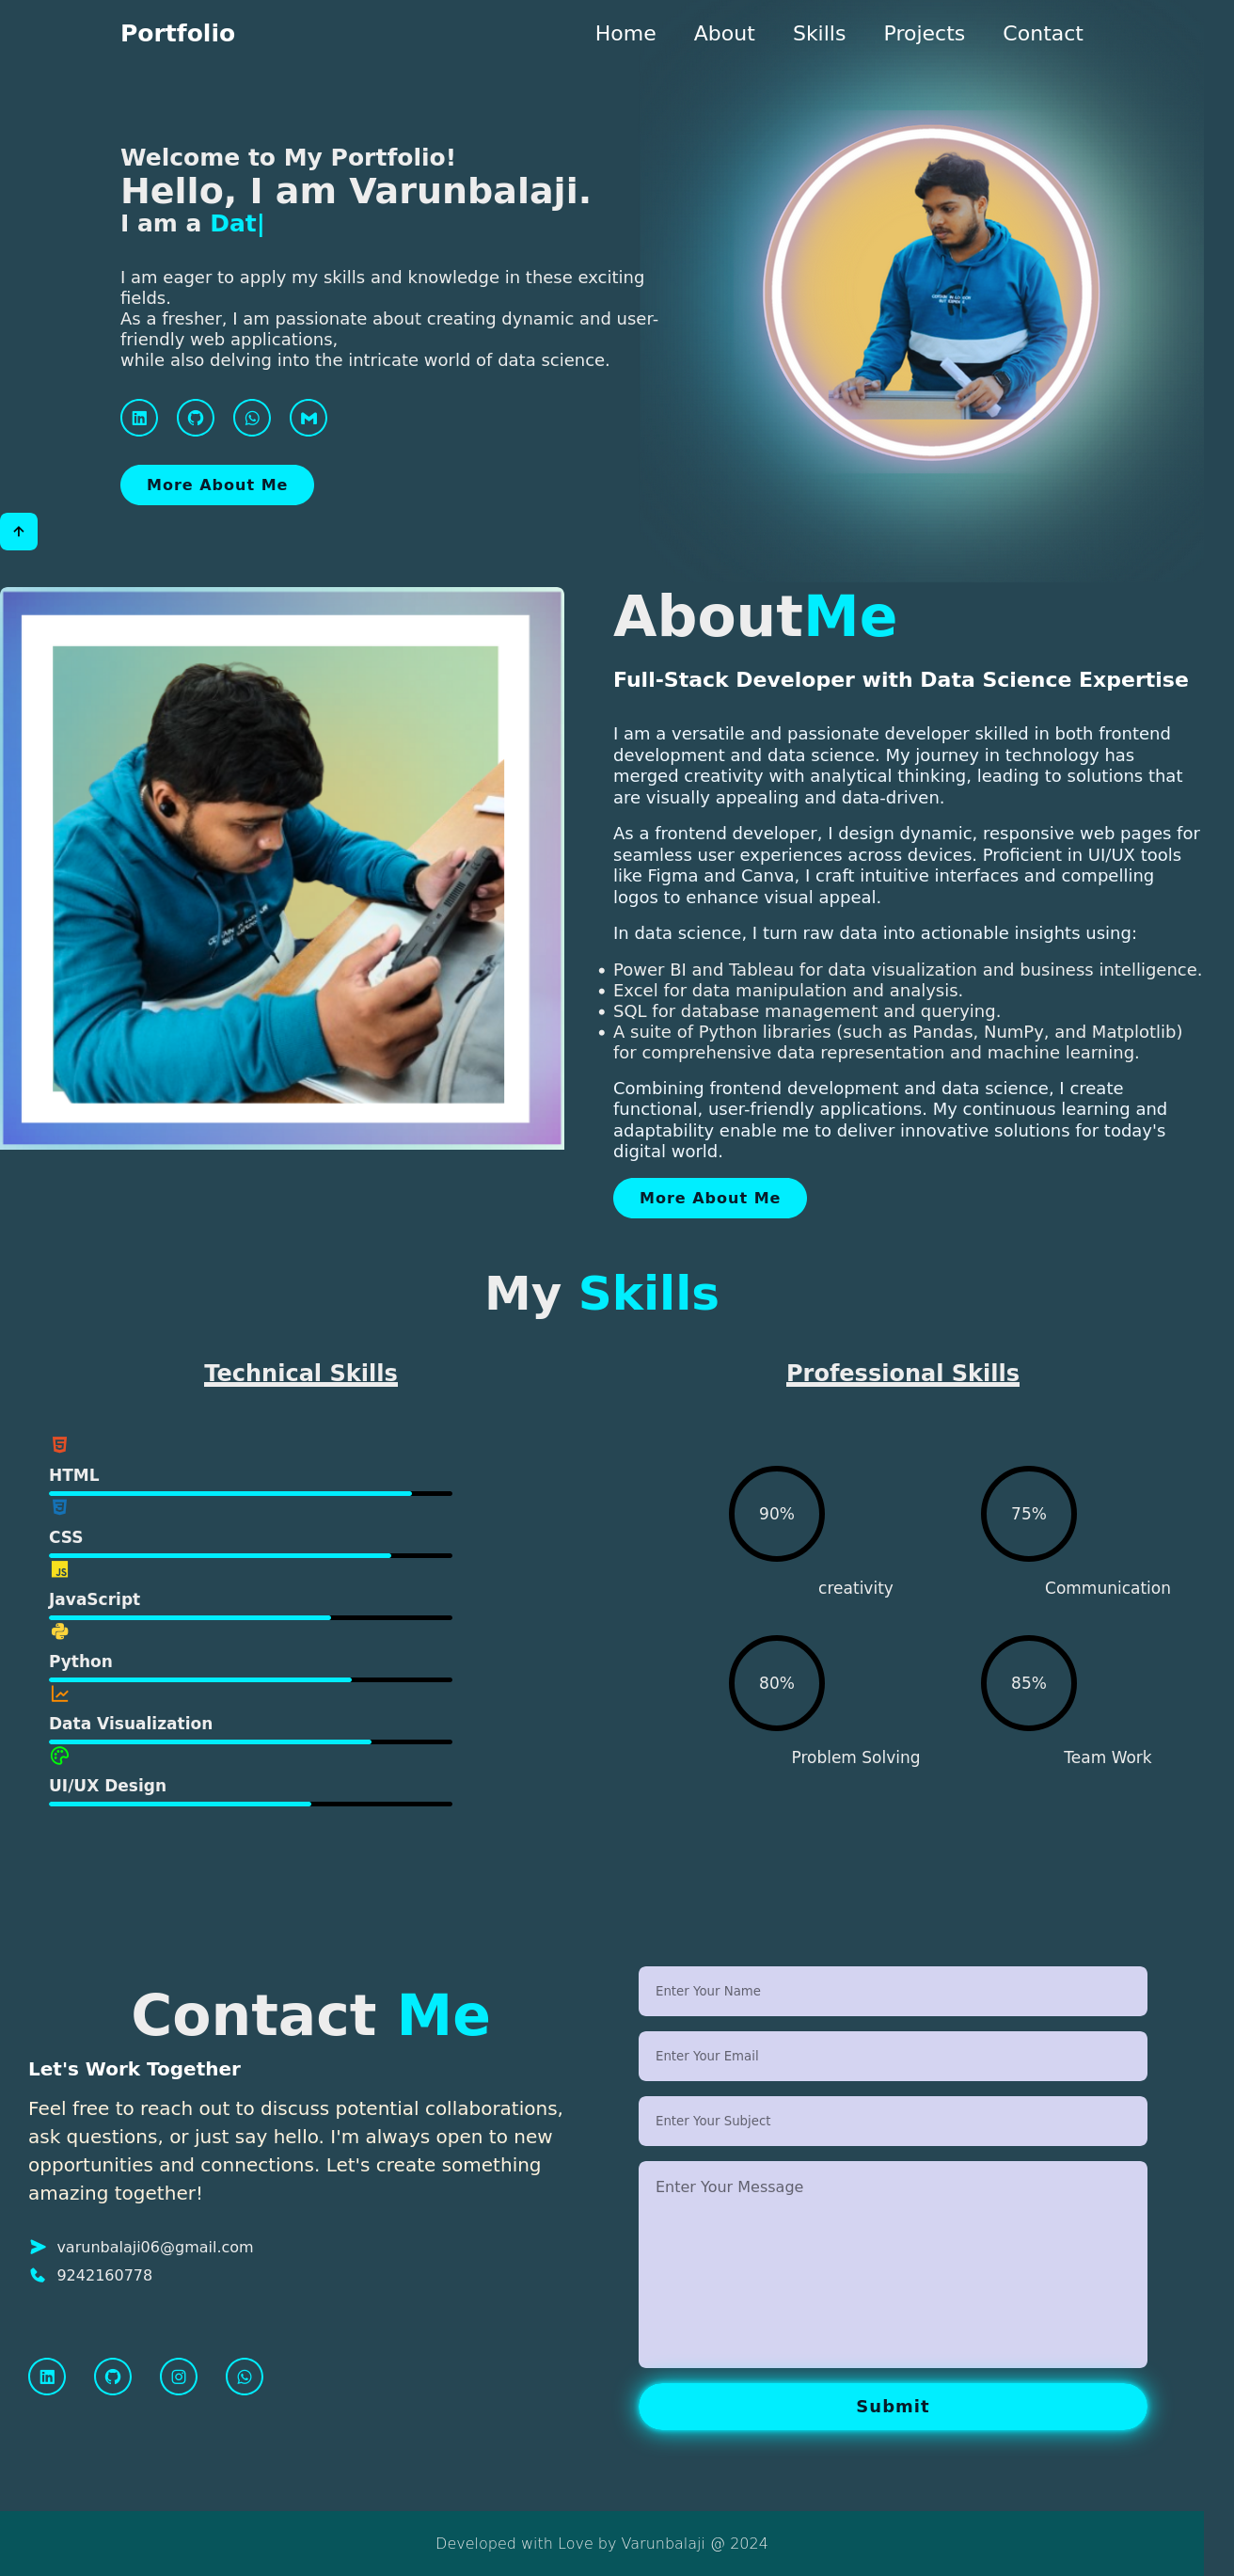 Portfolio
Home About Skills Projects Contact
Welcome to My Portfolio!
Hello, I am Varunbalaji.
I am a Dat|
I am eager to apply my skills and knowledge in these exciting
fields.
As a fresher, I am passionate about creating dynamic and user-
friendly web applications,
while also delving into the intricate world of data science.
More About Me
AboutMe
Full-Stack Developer with Data Science Expertise
I am a versatile and passionate developer skilled in both frontend
development and data science. My journey in technology has
merged creativity with analytical thinking, leading to solutions that
are visually appealing and data-driven.
As a frontend developer, I design dynamic, responsive web pages for
seamless user experiences across devices. Proficient in UI/UX tools
like Figma and Canva, I craft intuitive interfaces and compelling
logos to enhance visual appeal.
In data science, I turn raw data into actionable insights using:
• Power BI and Tableau for data visualization and business intelligence.
• Excel for data manipulation and analysis.
• SQL for database management and querying.
• A suite of Python libraries (such as Pandas, NumPy, and Matplotlib)
for comprehensive data representation and machine learning.
Combining frontend development and data science, I create
functional, user-friendly applications. My continuous learning and
adaptability enable me to deliver innovative solutions for today's
digital world.
More About Me
My Skills
Technical Skills
HTML
CSS
JS
JavaScript
Python
Data Visualization
UI/UX Design
Professional Skills
90% 75%
creativity Communication
80% 85%
Problem Solving Team Work
Contact Me
Let's Work Together
Feel free to reach out to discuss potential collaborations,
ask questions, or just say hello. I'm always open to new
opportunities and connections. Let's create something
amazing together!
varunbalaji06@gmail.com
9242160778
Enter Your Name
Enter Your Email
Enter Your Subject
Enter Your Message
Submit
Developed with Love by Varunbalaji @ 2024